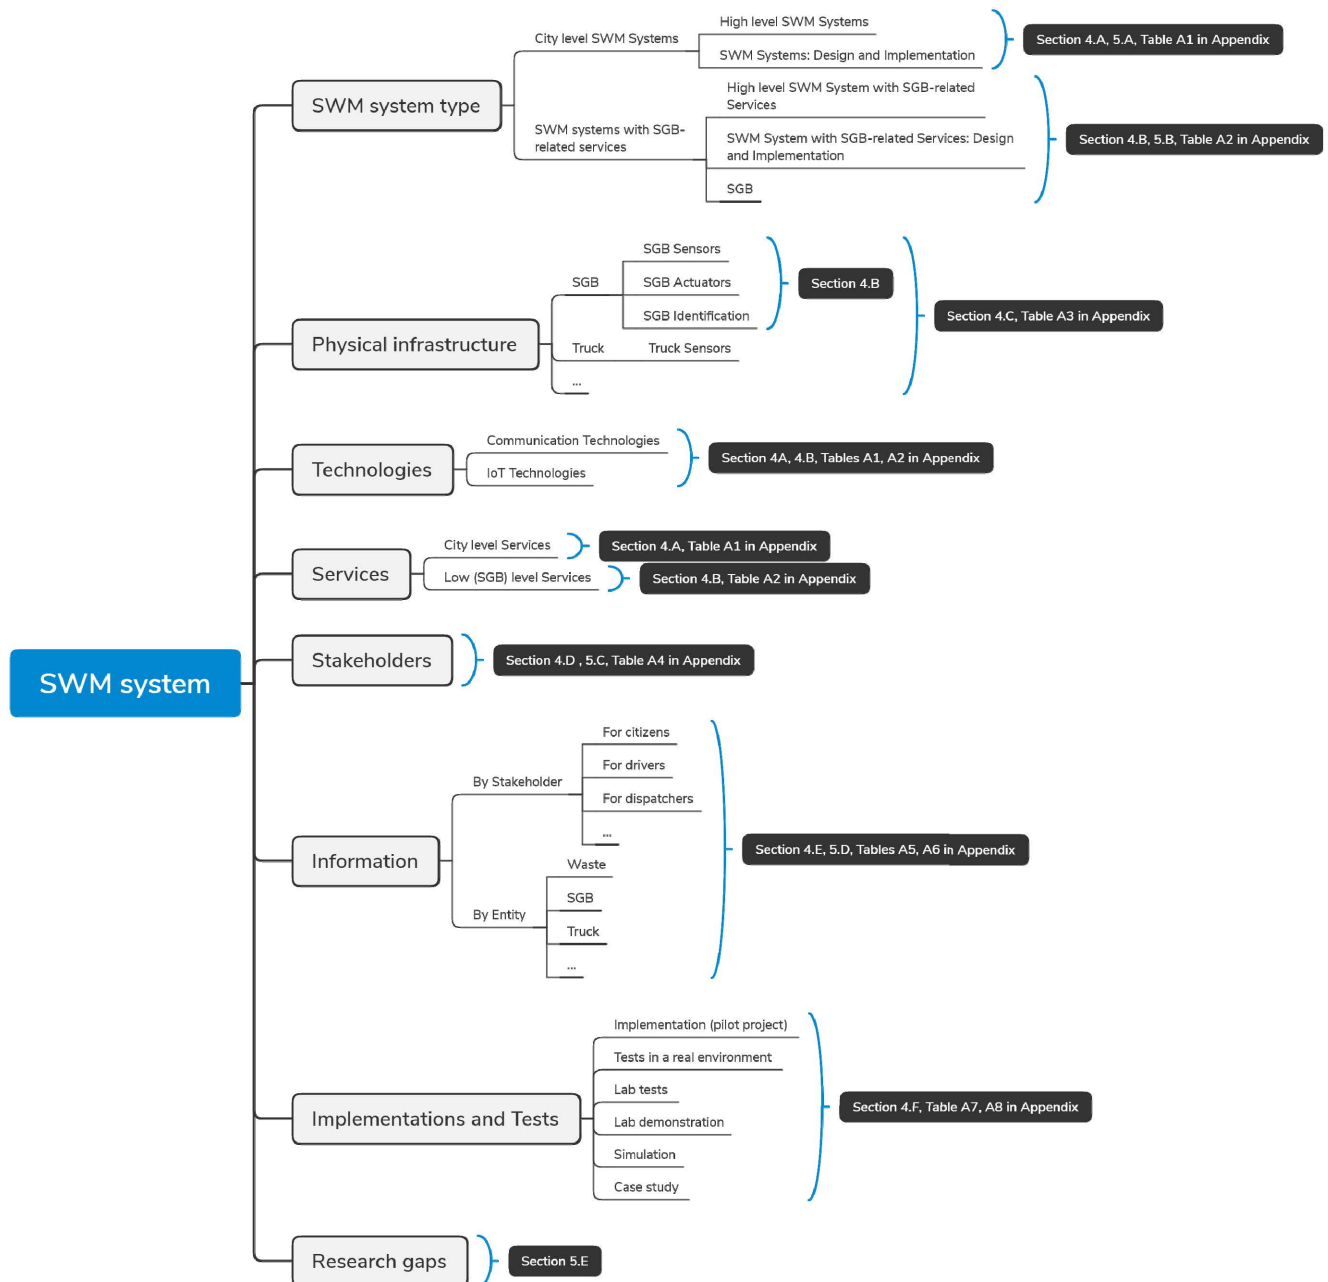 SWM system
SWM system type
City level SWM Systems
High level SWM Systems
SWM Systems: Design and Implementation
Section 4.A, 5.A, Table A1 in Appendix
SWM systems with SGB-
related services
High level SWM System with SGB-related
Services
SWM System with SGB-related Services: Design
and Implementation
SGB
Section 4.B, 5.B, Table A2 in Appendix
Physical infrastructure
SGB
SGB Sensors
SGB Actuators
SGB Identification
Section 4.B
Truck
Truck Sensors
...
Section 4.C, Table A3 in Appendix
Technologies
Communication Technologies
IoT Technologies
Section 4A, 4.B, Tables A1, A2 in Appendix
Services
City level Services
Section 4.A, Table A1 in Appendix
Low (SGB) level Services
Section 4.B, Table A2 in Appendix
Stakeholders
Section 4.D , 5.C, Table A4 in Appendix
Information
By Stakeholder
For citizens
For drivers
For dispatchers
...
By Entity
Waste
SGB
Truck
...
Section 4.E, 5.D, Tables A5, A6 in Appendix
Implementations and Tests
Implementation (pilot project)
Tests in a real environment
Lab tests
Lab demonstration
Simulation
Case study
Section 4.F, Table A7, A8 in Appendix
Research gaps
Section 5.E